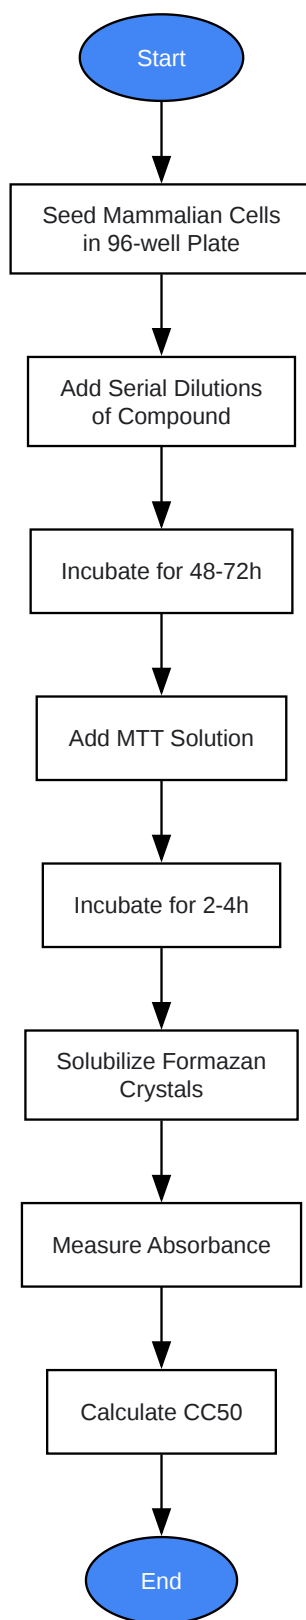 Start
Seed Mammalian Cells
in 96-well Plate
Add Serial Dilutions
of Compound
Incubate for 48-72h
Add MTT Solution
Incubate for 2-4h
Solubilize Formazan
Crystals
Measure Absorbance
Calculate CC50
End